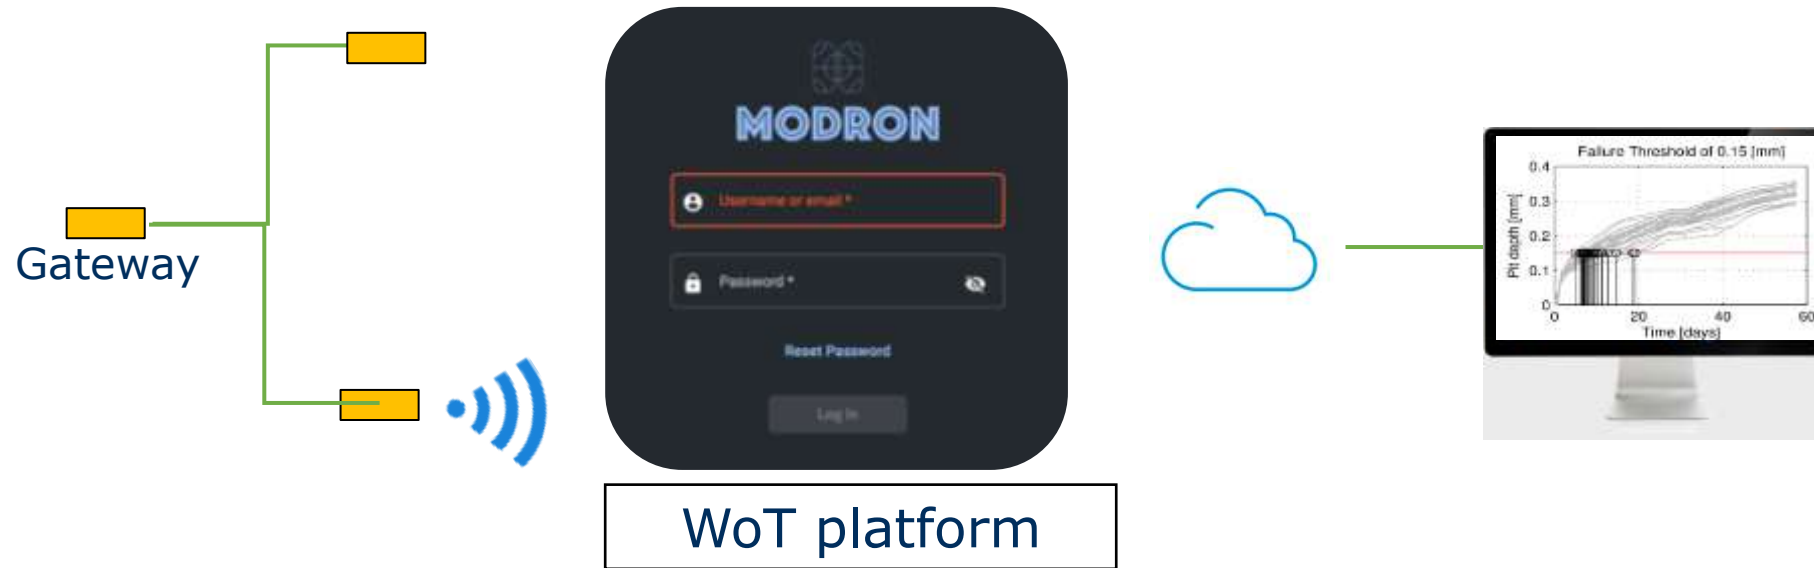 Gateway
MODRON
Username or email *
Password *
Reset Password
Log In
WoT platform
Failure Threshold of 0.15 [mm]
Pit depth [mm]
0.4
0.3
0.2
0.1
0
0
20
40
60
Time [days]